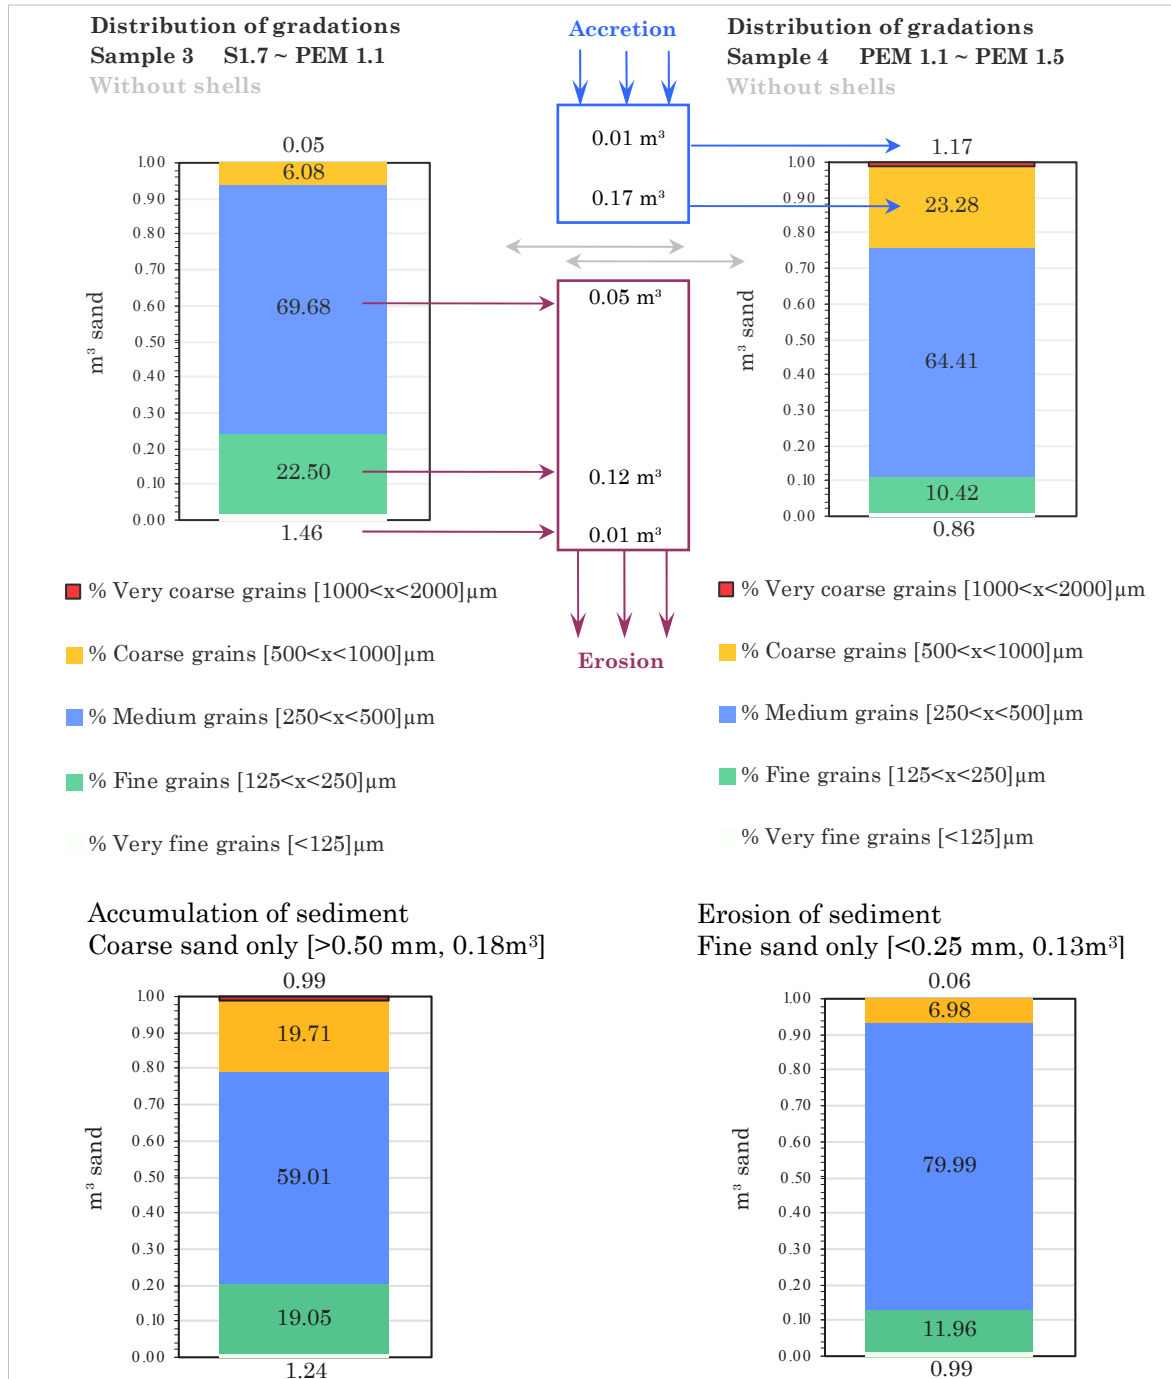 Distribution of gradations
Sample 3 S1.7 ~ PEM 1.1
Without shells
Accretion
Distribution of gradations
Sample 4 PEM 1.1 ~ PEM 1.5
Without shells
0.05
1.00
0.90
0.80
0.70
0.60
0.50
0.40
0.30
0.20
0.10
0.00
m³ sand
6.08
69.68
22.50
1.46
0.01 m³
0.17 m³
0.05 m³
0.12 m³
0.01 m³
Erosion
1.17
1.00
0.90
0.80
0.70
0.60
0.50
0.40
0.30
0.20
0.10
0.00
m³ sand
23.28
64.41
10.42
0.86
% Very coarse grains [1000<x<2000]µm
% Coarse grains [500<x<1000]µm
% Medium grains [250<x<500]µm
% Fine grains [125<x<250]µm
% Very fine grains [<125]µm
% Very coarse grains [1000<x<2000]µm
% Coarse grains [500<x<1000]µm
% Medium grains [250<x<500]µm
% Fine grains [125<x<250]µm
% Very fine grains [<125]µm
Accumulation of sediment
Coarse sand only [>0.50 mm, 0.18m³]
0.99
1.00
0.90
0.80
0.70
0.60
0.50
0.40
0.30
0.20
0.10
0.00
m³ sand
19.71
59.01
19.05
1.24
Erosion of sediment
Fine sand only [<0.25 mm, 0.13m³]
0.06
1.00
0.90
0.80
0.70
0.60
0.50
0.40
0.30
0.20
0.10
0.00
m³ sand
6.98
79.99
11.96
0.99